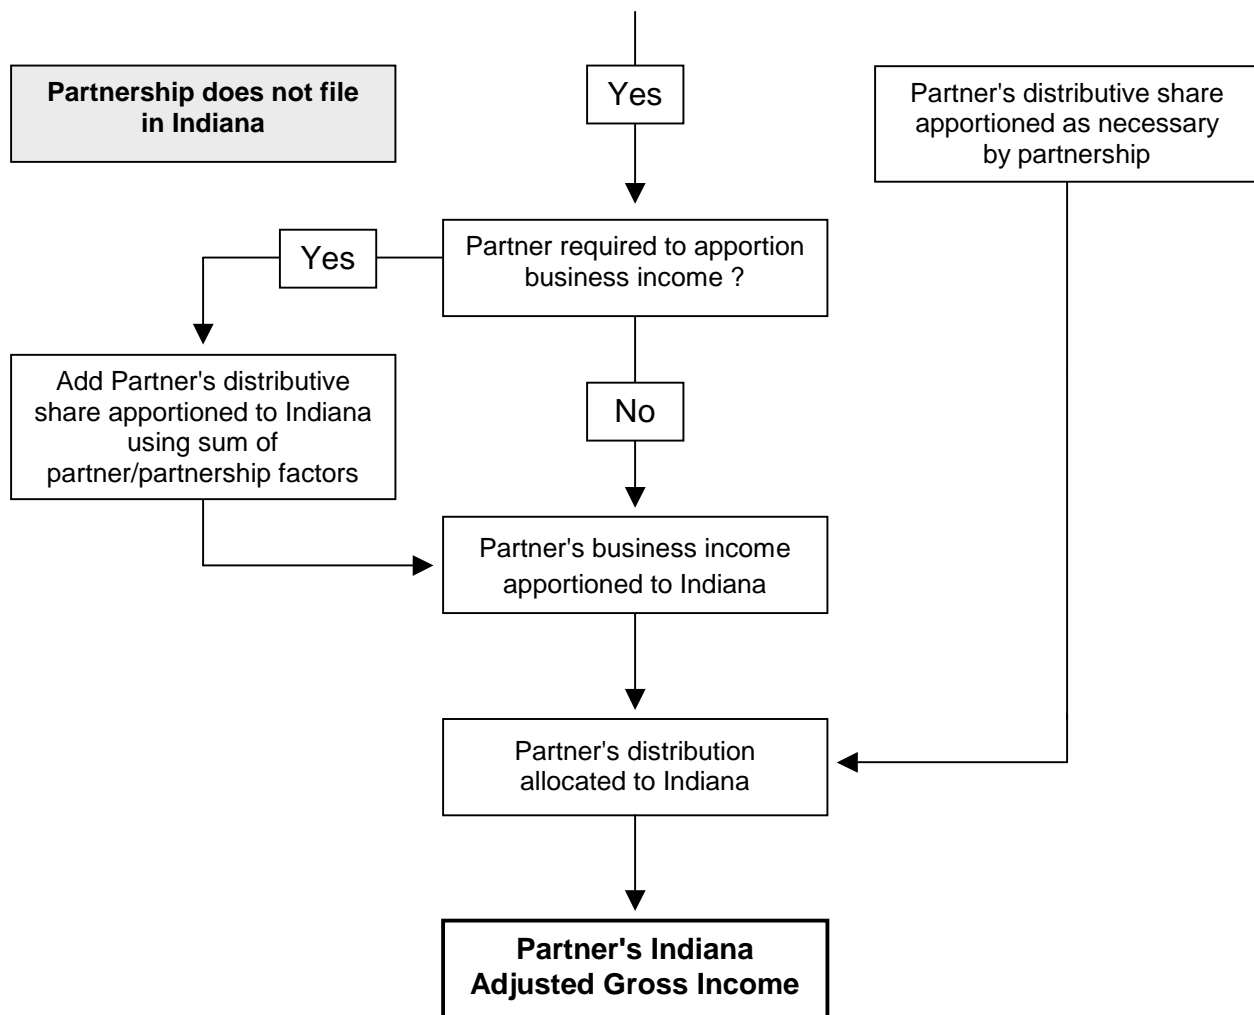 Partnership does not file
in Indiana
Yes
Partner's distributive share
apportioned as necessary
by partnership
Yes
Partner required to apportion
business income ?
Add Partner's distributive
share apportioned to Indiana
using sum of
partner/partnership factors
No
Partner's business income
apportioned to Indiana
Partner's distribution
allocated to Indiana
Partner's Indiana
Adjusted Gross Income